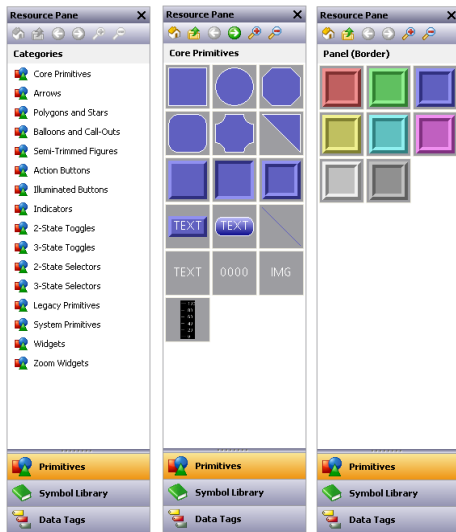 Resource Pane
Categories
Core Primitives
Arrows
Polygons and Stars
Balloons and Call-Outs
Semi-Trimmed Figures
Action Buttons
Illuminated Buttons
Indicators
2-State Toggles
3-State Toggles
2-State Selectors
3-State Selectors
Legacy Primitives
System Primitives
Widgets
Zoom Widgets
Primitives
Symbol Library
Data Tags
Resource Pane
Core Primitives
TEXT TEXT
TEXT 0000 IMG
Primitives
Symbol Library
Data Tags
Resource Pane
Panel (Border)
Primitives
Symbol Library
Data Tags